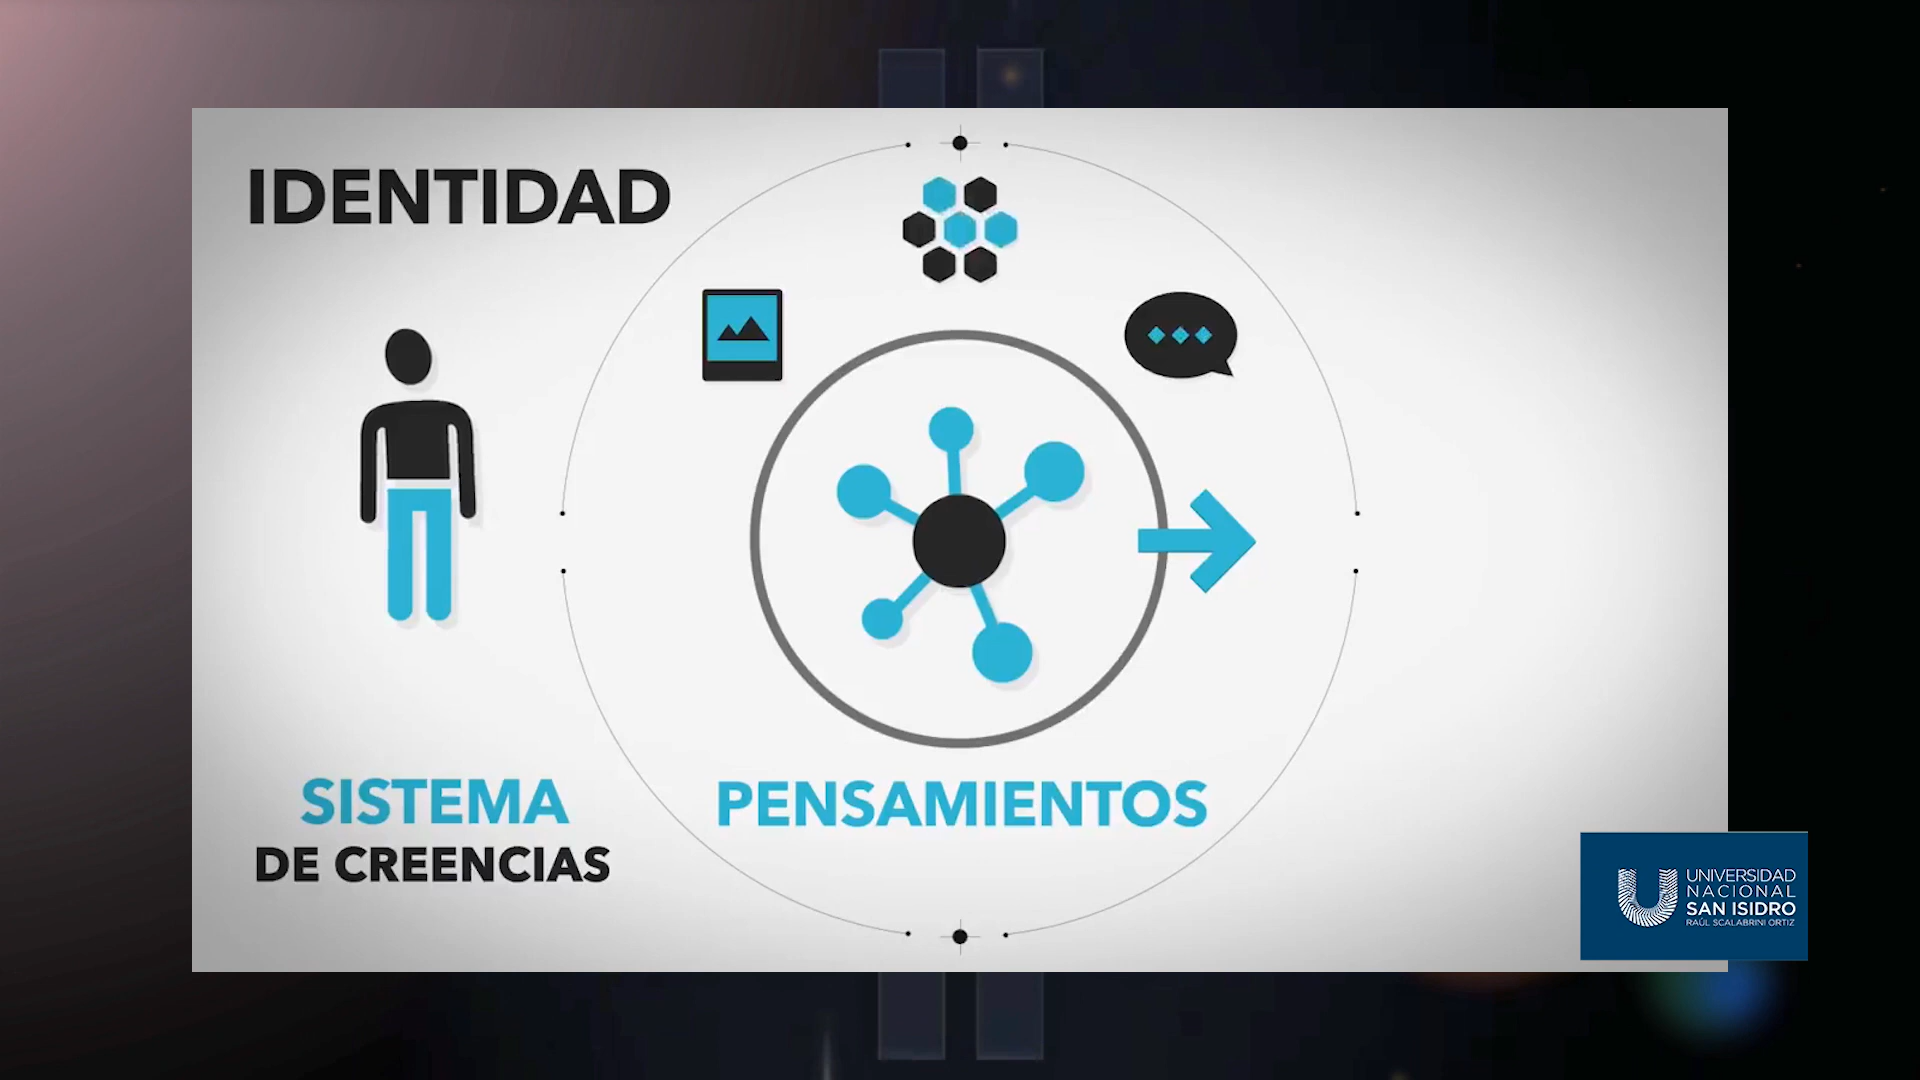 IDENTIDAD
SISTEMA
DE CREENCIAS
PENSAMIENTOS
UNIVERSIDAD
NACIONAL
SAN ISIDRO
RAÚL SCALABRINI ORTIZ